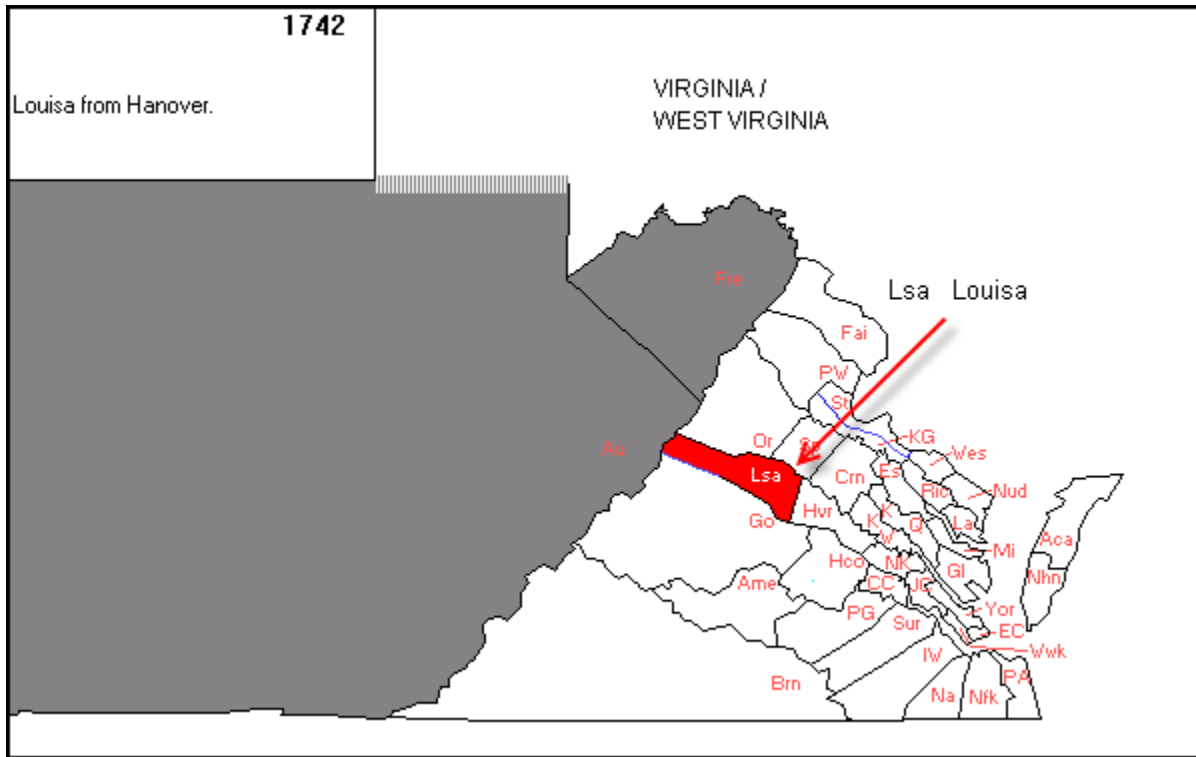 1742
Louisa from Hanover.
VIRGINIA /
WEST VIRGINIA
Fre
Lsa Louisa
Fai
PW
St
KG
Or
Sp
Wes
Au
Lsa
Crn
Es
Ric
Nud
Go
Hvr
K
K
Q
La
W
Mi
Aca
Hco
NK
Gl
Nhn
Ame
CC
JC
PG
Sur
Yor
EC
Wwk
IW
Brn
Na
Nfk
PA